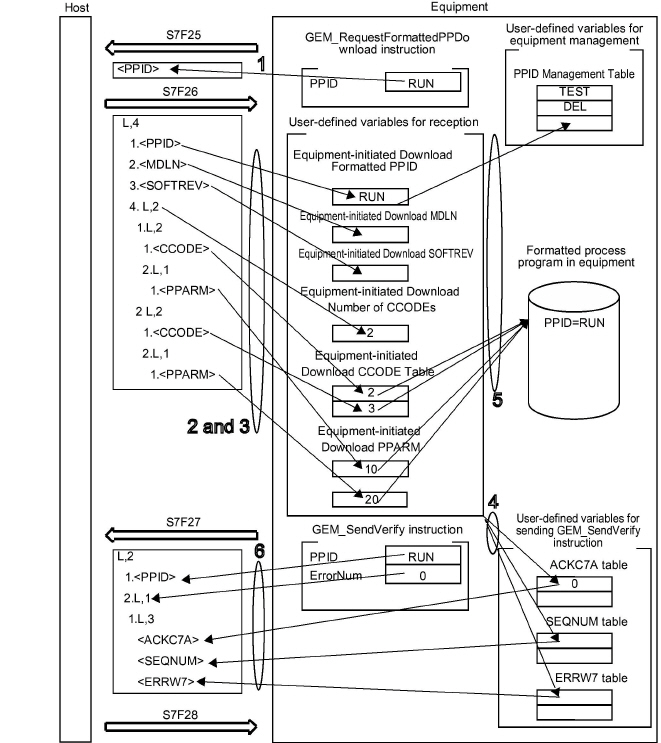 Host
Equipment
S7F25
<PPID>
1
GEM_RequestFormattedPPDo
wnload instruction
PPID
RUN
User-defined variables for
equipment management
PPID Management Table
TEST
DEL
S7F26
L,4
1.<PPID>
2.<MDLN>
3.<SOFTREV>
4. L,2
1.L,2
1.<CCODE>
2.L,1
1.<PPARM>
2 L,2
1.<CCODE>
2.L,1
1.<PPARM>
2 and 3
User-defined variables for reception
Equipment-initiated Download
Formatted PPID
RUN
Equipment-initiated Download MDLN
Equipment-initiated Download SOFTREV
Equipment-initiated Download
Number of CCODEs
2
Equipment-initiated
Download CCODE Table
2
3
Equipment-initiated
Download PPARM
10
20
5
Formatted process
program in equipment
PPID=RUN
S7F27
L,2
1.<PPID>
2.L,1
1.L,3
<ACKC7A>
<SEQNUM>
<ERRW7>
S7F28
6
GEM_SendVerify instruction
PPID
RUN
ErrorNum
0
4
User-defined variables for
sending GEM_SendVerify
instruction
ACKC7A table
0
SEQNUM table
ERRW7 table